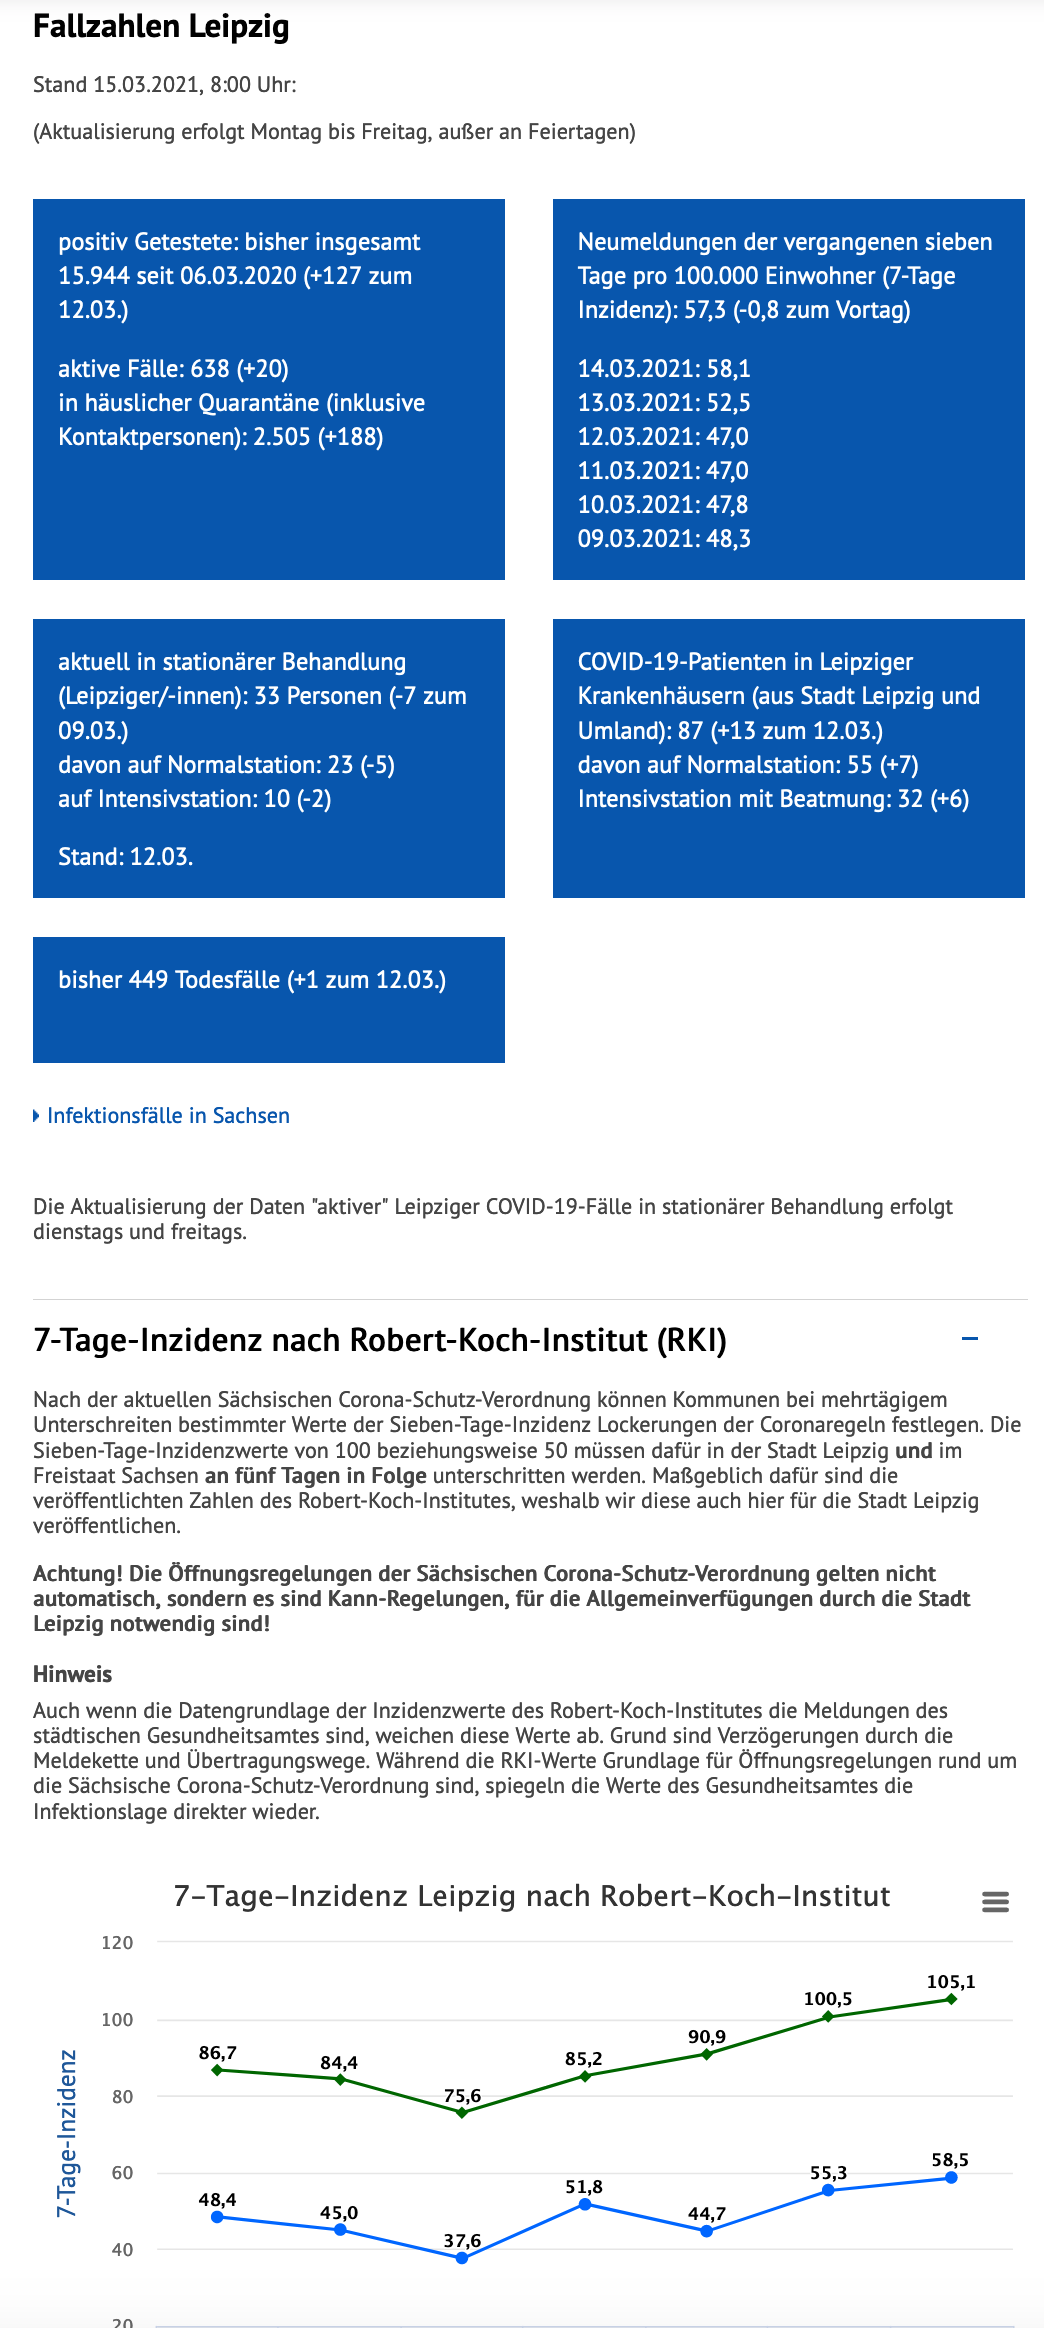 Fallzahlen Leipzig
Stand 15.03.2021, 8:00 Uhr:
(Aktualisierung erfolgt Montag bis Freitag, außer an Feiertagen)
positiv Getestete: bisher insgesamt
15.944 seit 06.03.2020 (+127 zum
12.03.)
aktive Fälle: 638 (+20)
in häuslicher Quarantäne (inklusive
Kontaktpersonen): 2.505 (+188)
Neumeldungen der vergangenen sieben
Tage pro 100.000 Einwohner (7-Tage
Inzidenz): 57,3 (-0,8 zum Vortag)
14.03.2021: 58,1
13.03.2021: 52,5
12.03.2021: 47,0
11.03.2021: 47,0
10.03.2021: 47,8
09.03.2021: 48,3
aktuell in stationärer Behandlung
(Leipziger/-innen): 33 Personen (-7 zum
09.03.)
davon auf Normalstation: 23 (-5)
auf Intensivstation: 10 (-2)
Stand: 12.03.
COVID-19-Patienten in Leipziger
Krankenhäusern (aus Stadt Leipzig und
Umland): 87 (+13 zum 12.03.)
davon auf Normalstation: 55 (+7)
Intensivstation mit Beatmung: 32 (+6)
bisher 449 Todesfälle (+1 zum 12.03.)
Infektionsfälle in Sachsen
Die Aktualisierung der Daten "aktiver" Leipziger COVID-19-Fälle in stationärer Behandlung erfolgt
dienstags und freitags.
7-Tage-Inzidenz nach Robert-Koch-Institut (RKI)
Nach der aktuellen Sächsischen Corona-Schutz-Verordnung können Kommunen bei mehrtägigem
Unterschreiten bestimmter Werte der Sieben-Tage-Inzidenz Lockerungen der Coronaregeln festlegen. Die
Sieben-Tage-Inzidenzwerte von 100 beziehungsweise 50 müssen dafür in der Stadt Leipzig und im
Freistaat Sachsen an fünf Tagen in Folge unterschritten werden. Maßgeblich dafür sind die
veröffentlichten Zahlen des Robert-Koch-Institutes, weshalb wir diese auch hier für die Stadt Leipzig
veröffentlichen.
Achtung! Die Öffnungsregelungen der Sächsischen Corona-Schutz-Verordnung gelten nicht
automatisch, sondern es sind Kann-Regelungen, für die Allgemeinverfügungen durch die Stadt
Leipzig notwendig sind!
Hinweis
Auch wenn die Datengrundlage der Inzidenzwerte des Robert-Koch-Institutes die Meldungen des
städtischen Gesundheitsamtes sind, weichen diese Werte ab. Grund sind Verzögerungen durch die
Meldekette und Übertragungswege. Während die RKI-Werte Grundlage für Öffnungsregelungen rund um
die Sächsische Corona-Schutz-Verordnung sind, spiegeln die Werte des Gesundheitsamtes die
Infektionslage direkter wieder.
7-Tage-Inzidenz Leipzig nach Robert-Koch-Institut
7-Tage-Inzidenz
120
100
80
60
40
20
86,7
84,4
75,6
85,2
90,9
100,5
105,1
48,4
45,0
37,6
51,8
44,7
55,3
58,5